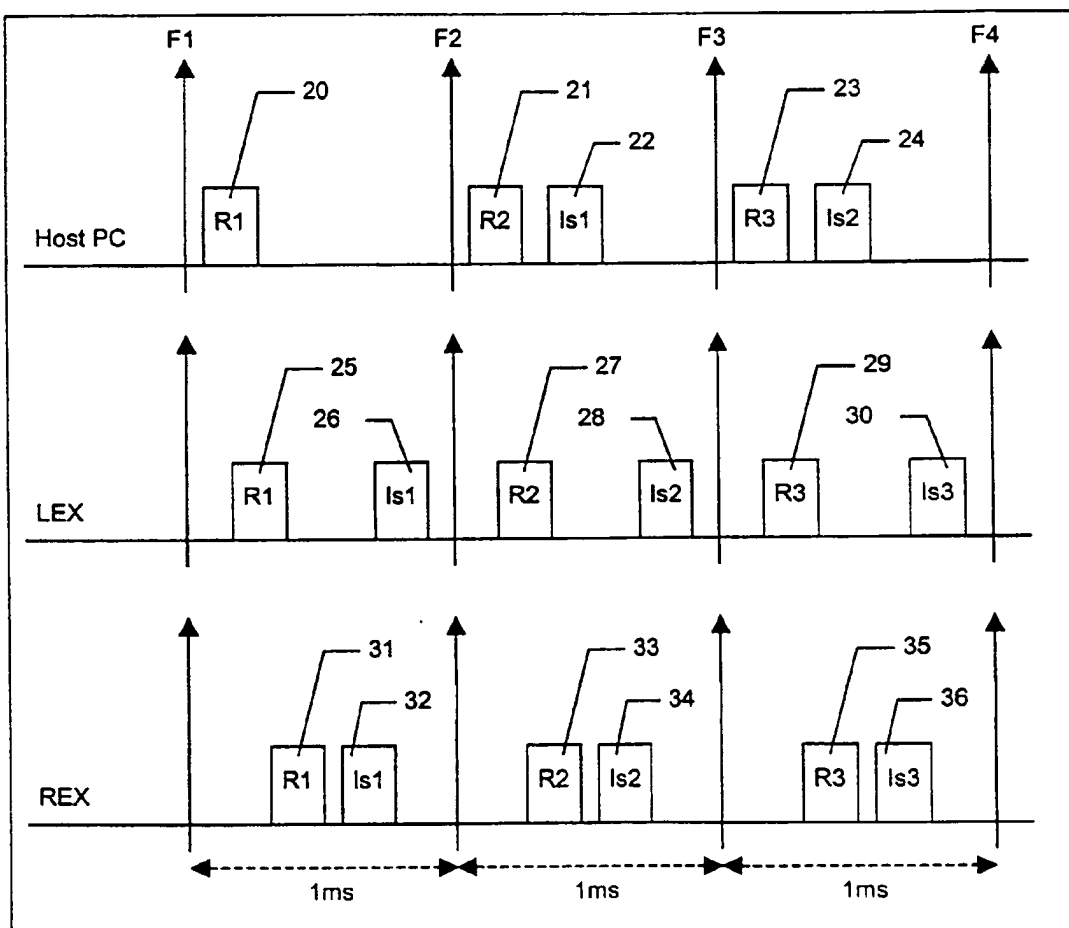 F1 F2 F3 F4
20 21 23
22 24
R1 R2 Is1 R3 Is2
Host PC
25 27 29
26 28 30
R1 Is1 R2 Is2 R3 Is3
LEX
31 33 35
32 34 36
R1 Is1 R2 Is2 R3 Is3
REX
1ms 1ms 1ms